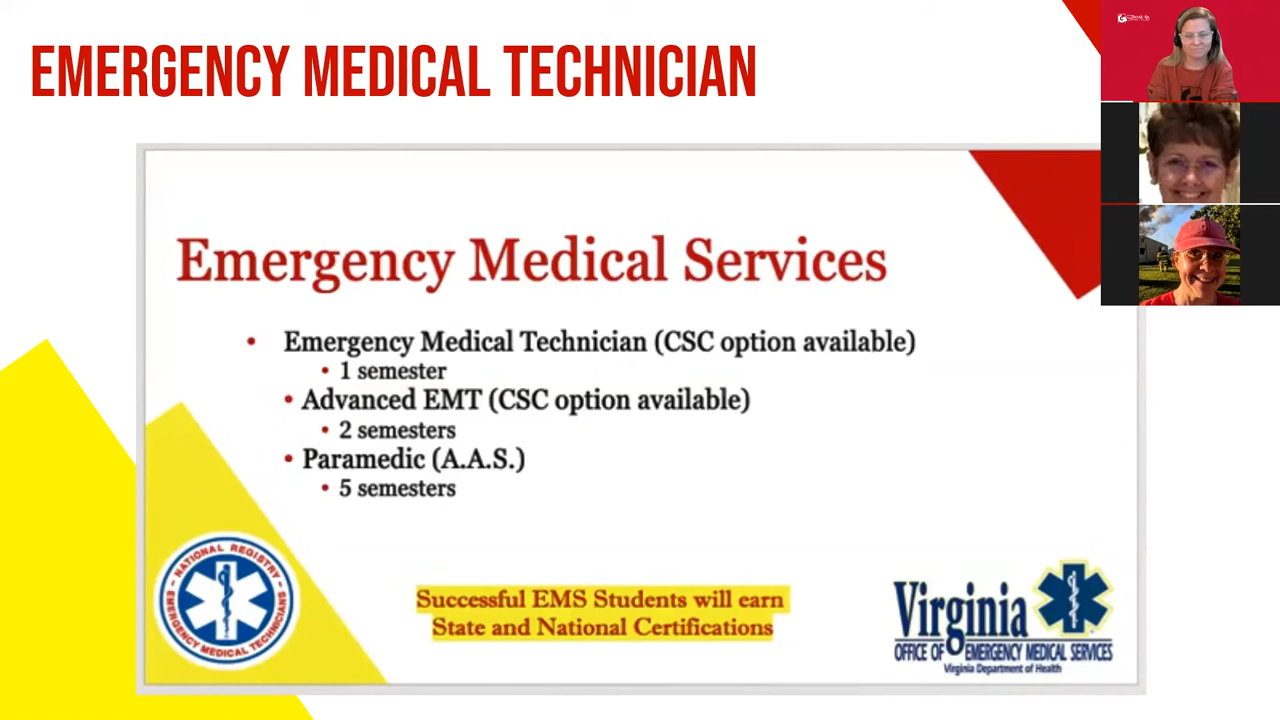 EMERGENCY MEDICAL TECHNICIAN
Emergency Medical Services
• Emergency Medical Technician (CSC option available)
• 1 semester
• Advanced EMT (CSC option available)
• 2 semesters
• Paramedic (A.A.S.)
• 5 semesters
NATIONAL REGISTRY
EMERGENCY MEDICAL TECHNICIANS
Successful EMS Students will earn
State and National Certifications
Virginia
OFFICE OF EMERGENCY MEDICAL SERVICES
Virginia Department of Health